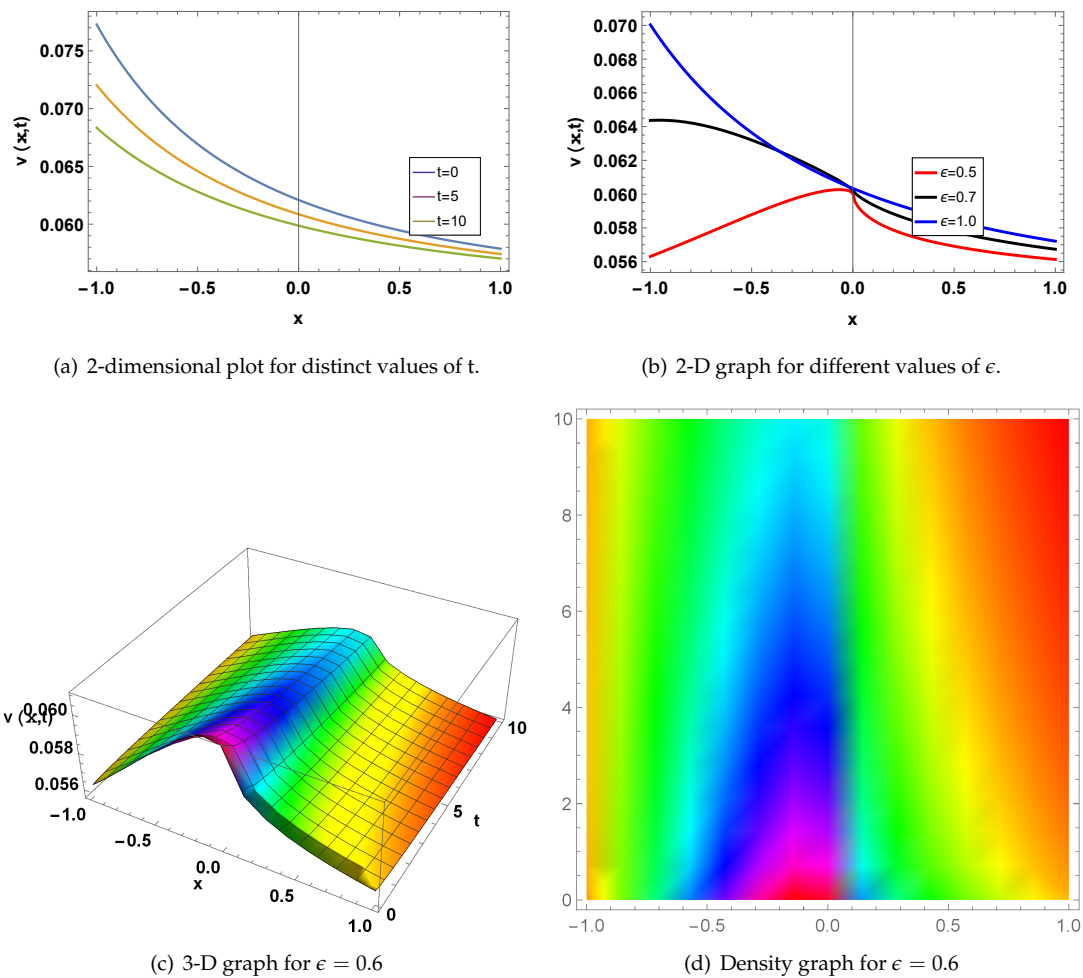 0.075
0.070
0.065
0.060
v (x,t)
t=0
t=5
t=10
−1.0 −0.5 0.0 0.5 1.0
x
(a) 2-dimensional plot for distinct values of t.
0.070
0.068
0.066
0.064
0.062
0.060
0.058
0.056
v (x,t)
ϵ=0.5
ϵ=0.7
ϵ=1.0
−1.0 −0.5 0.0 0.5 1.0
x
(b) 2-D graph for different values of ϵ.
0.060
v (x,t)
0.058
0.056
−1.0
−0.5
0.0
x
0.5
1.0
0
5
t
10
(c) 3-D graph for ϵ = 0.6
10
8
6
4
2
0
−1.0 −0.5 0.0 0.5 1.0
(d) Density graph for ϵ = 0.6